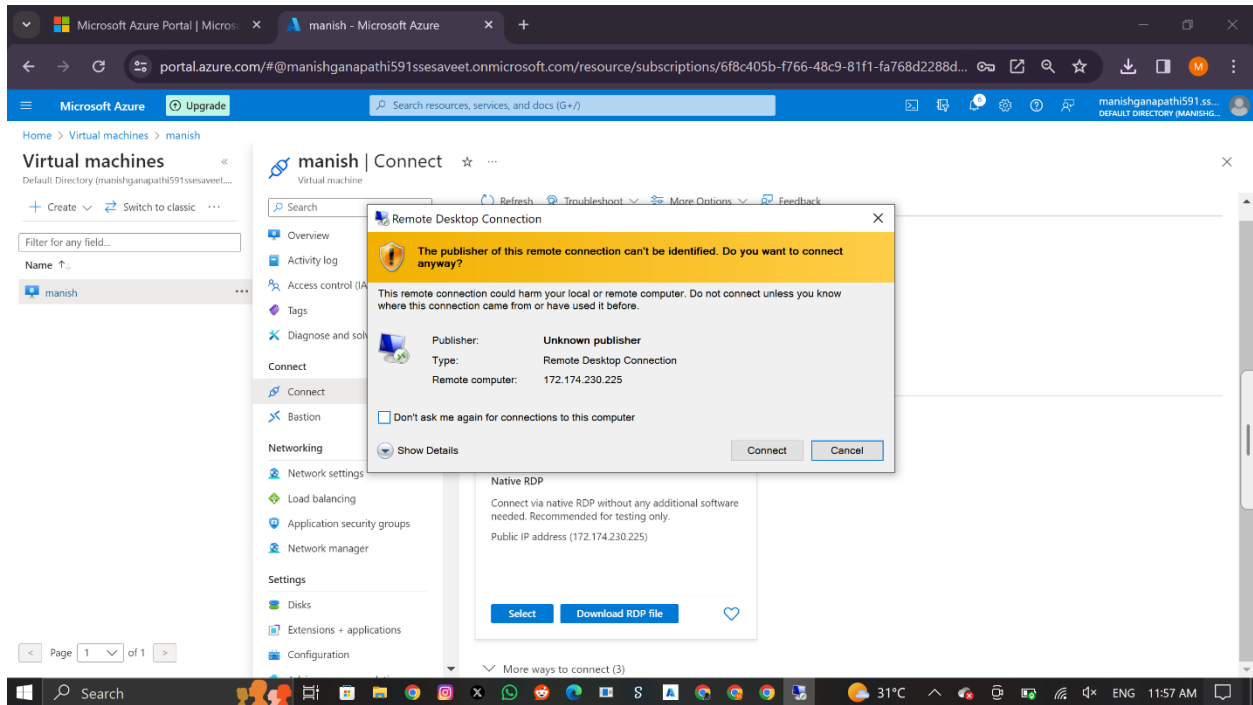 Microsoft Azure Portal | Micros
manish - Microsoft Azure
portal.azure.com/#@manishganapathi591ssesaveet.onmicrosoft.com/resource/subscriptions/6f8c405b-f766-48c9-81f1-fa768d2288d...
M
Microsoft Azure
Upgrade
Search resources, services, and docs (G+/)
manishganapathi591.ss...
DEFAULT DIRECTORY (MANISHG...
Home > Virtual machines > manish
Virtual machines «
Default Directory (manishganapathi591ssesaveet....
+ Create
Switch to classic ...
Filter for any field...
Name ↑
manish ...
manish | Connect ...
Virtual machine
Search
Refresh
Troubleshoot
More Options
Feedback
Overview
Activity log
Access control (IA
Tags
Diagnose and solv
Connect
Connect
Bastion
Networking
Network settings
Load balancing
Application security groups
Network manager
Settings
Disks
Extensions + applications
Configuration
Remote Desktop Connection
The publisher of this remote connection can't be identified. Do you want to connect
anyway?
This remote connection could harm your local or remote computer. Do not connect unless you know
where this connection came from or have used it before.
Publisher: Unknown publisher
Type: Remote Desktop Connection
Remote computer: 172.174.230.225
Don't ask me again for connections to this computer
Show Details
Connect
Cancel
Native RDP
Connect via native RDP without any additional software
needed. Recommended for testing only.
Public IP address (172.174.230.225)
Select
Download RDP file
More ways to connect (3)
< Page 1 of 1 >
Search
31°C
ENG
11:57 AM